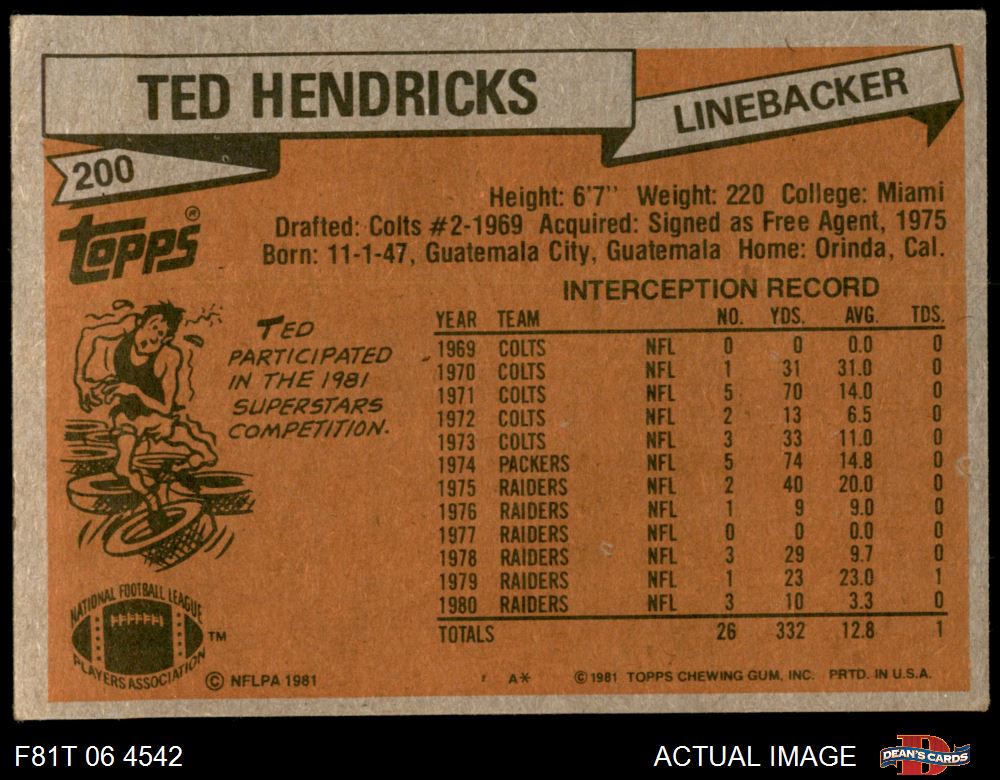 TED HENDRICKS
LINEBACKER
200
Topps®
Height: 6'7" Weight: 220 College: Miami
Drafted: Colts #2-1969 Acquired: Signed as Free Agent, 1975
Born: 11-1-47, Guatemala City, Guatemala Home: Orinda, Cal.
TED
PARTICIPATED
IN THE 1981
SUPERSTARS
COMPETITION.
INTERCEPTION RECORD
YEAR TEAM NO. YDS. AVG. TDS.
1969 COLTS NFL 0 0 0.0 0
1970 COLTS NFL 1 31 31.0 0
1971 COLTS NFL 5 70 14.0 0
1972 COLTS NFL 2 13 6.5 0
1973 COLTS NFL 3 33 11.0 0
1974 PACKERS NFL 5 74 14.8 0
1975 RAIDERS NFL 2 40 20.0 0
1976 RAIDERS NFL 1 9 9.0 0
1977 RAIDERS NFL 0 0 0.0 0
1978 RAIDERS NFL 3 29 9.7 0
1979 RAIDERS NFL 1 23 23.0 1
1980 RAIDERS NFL 3 10 3.3 0
TOTALS 26 332 12.8 1
NATIONAL FOOTBALL LEAGUE
PLAYERS ASSOCIATION
TM
© NFLPA 1981
A* © 1981 TOPPS CHEWING GUM, INC. PRTD. IN U.S.A.
F81T 06 4542
ACTUAL IMAGE
D
DEAN'S CARDS